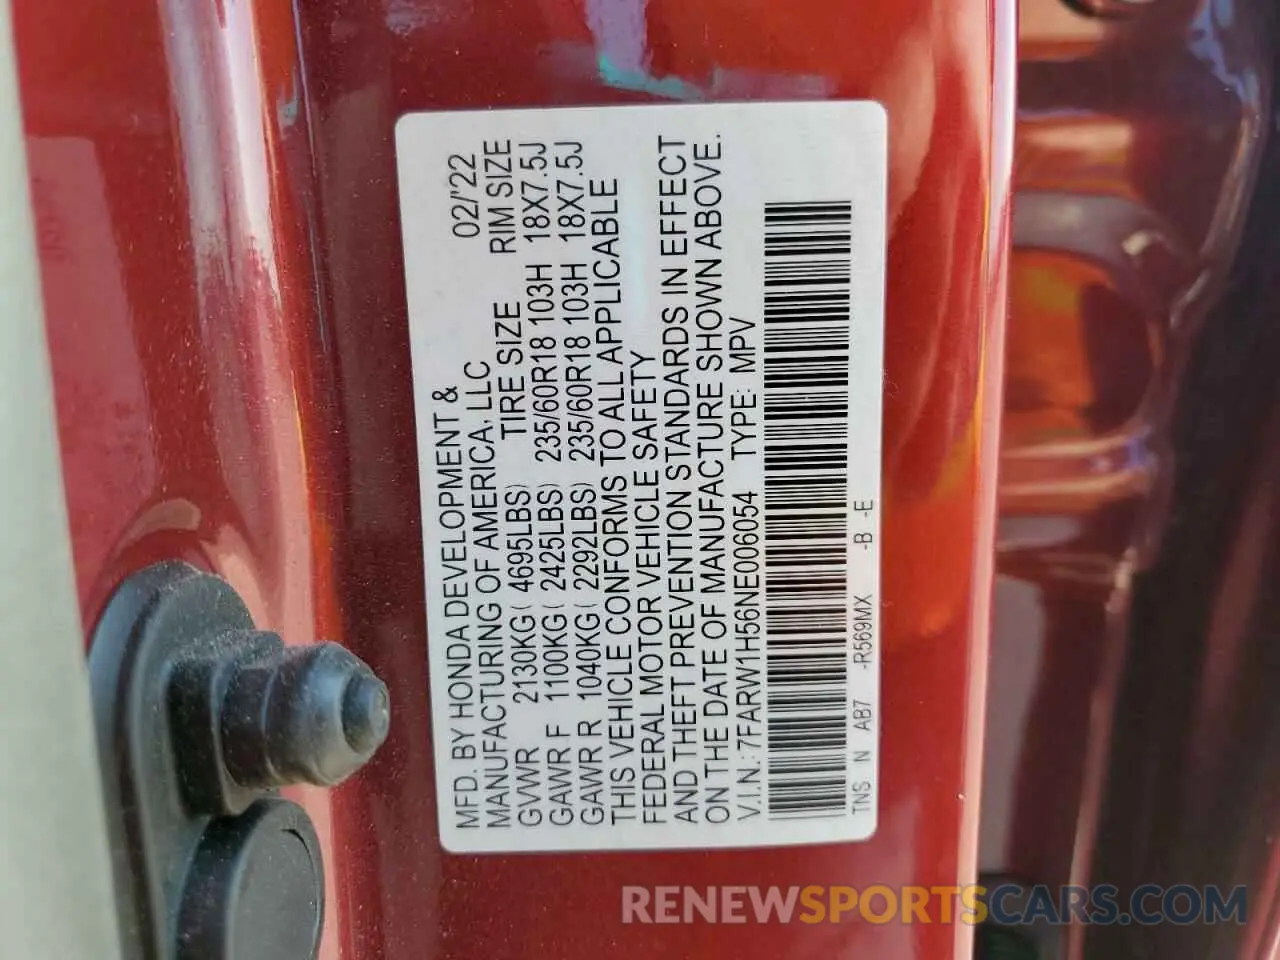 MFD. BY HONDA DEVELOPMENT &
MANUFACTURING OF AMERICA, LLC 02/'22
GVWR 2130KG( 4695LBS) TIRE SIZE RIM SIZE
GAWR F 1100KG( 2425LBS) 235/60R18 103H 18X7.5J
GAWR R 1040KG( 2292LBS) 235/60R18 103H 18X7.5J
THIS VEHICLE CONFORMS TO ALL APPLICABLE
FEDERAL MOTOR VEHICLE SAFETY
AND THEFT PREVENTION STANDARDS IN EFFECT
ON THE DATE OF MANUFACTURE SHOWN ABOVE.
V.I.N.: 7FARW1H56NE006054 TYPE: MPV
TNS N AB7 -R569MX -B -E
RENEWSPORTSCARS.COM